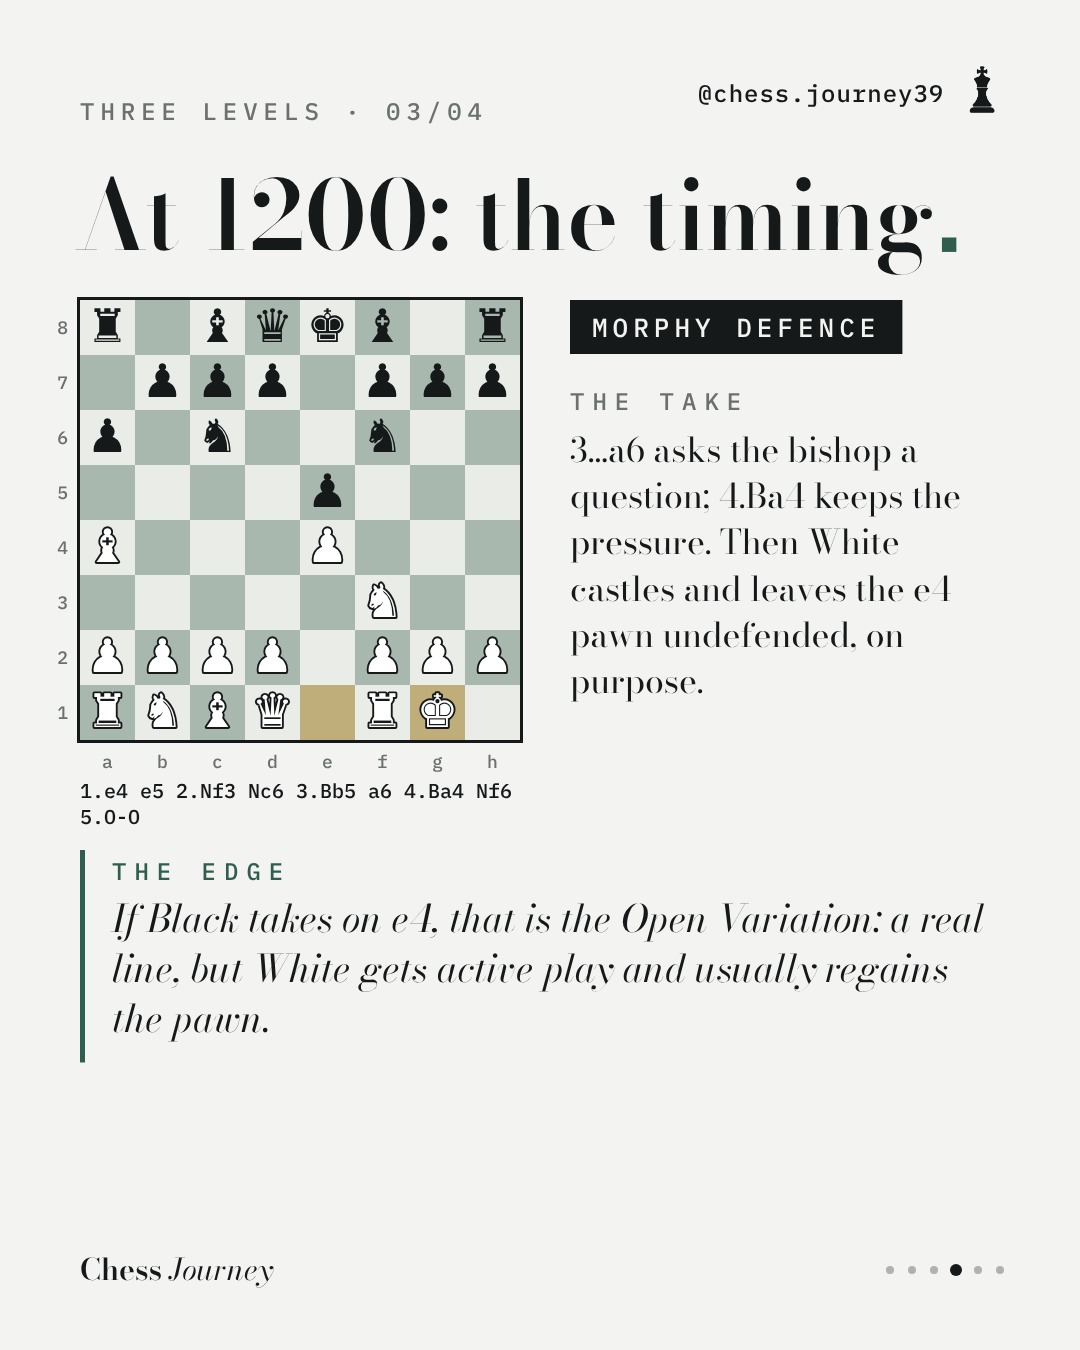 THREE LEVELS · 03/04
@chess.journey39
At 1200: the timing.
8
7
6
5
4
3
2
1
a b c d e f g h
1.e4 e5 2.Nf3 Nc6 3.Bb5 a6 4.Ba4 Nf6
5.O-O
MORPHY DEFENCE
THE TAKE
3...a6 asks the bishop a
question; 4.Ba4 keeps the
pressure. Then White
castles and leaves the e4
pawn undefended, on
purpose.
THE EDGE
If Black takes on e4, that is the Open Variation: a real
line, but White gets active play and usually regains
the pawn.
Chess Journey